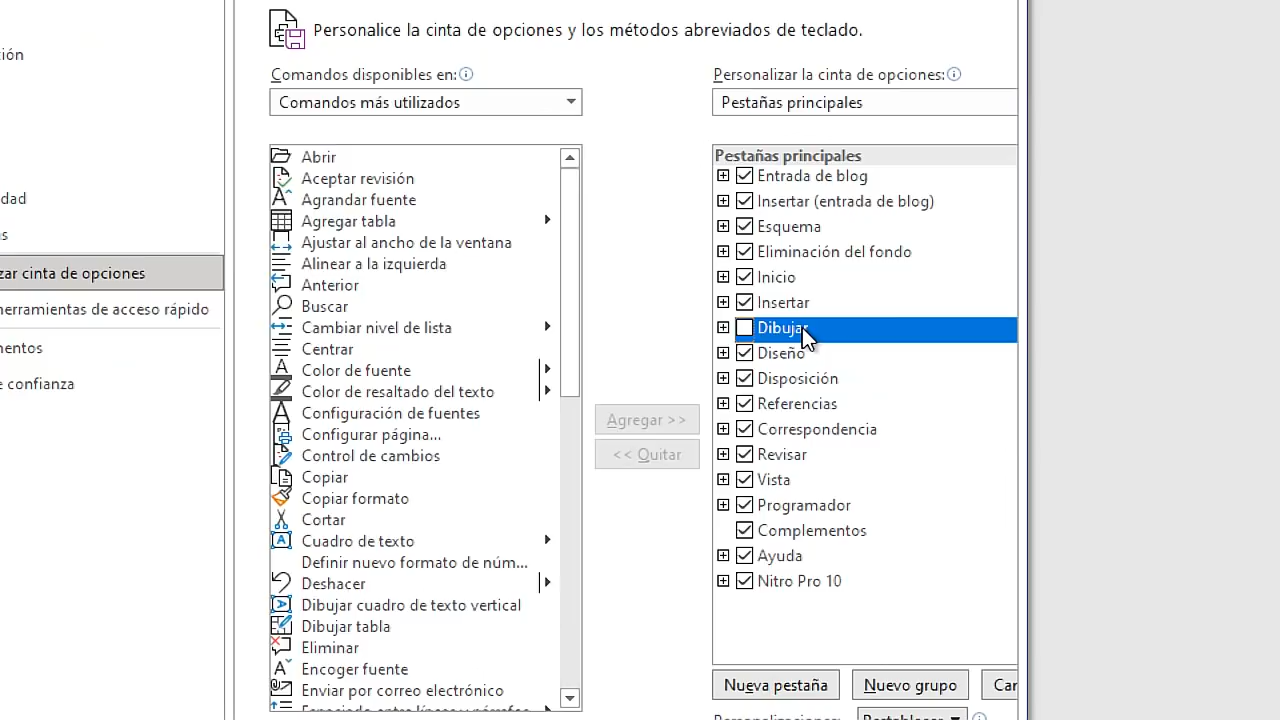 Personalice la cinta de opciones y los métodos abreviados de teclado.
Comandos disponibles en:
Personalizar la cinta de opciones:
Comandos más utilizados
Pestañas principales
ión
dad
s
zar cinta de opciones
herramientas de acceso rápido
mentos
e confianza
Abrir
Aceptar revisión
Agrandar fuente
Agregar tabla
Ajustar al ancho de la ventana
Alinear a la izquierda
Anterior
Buscar
Cambiar nivel de lista
Centrar
Color de fuente
Color de resaltado del texto
Configuración de fuentes
Configurar página...
Control de cambios
Copiar
Copiar formato
Cortar
Cuadro de texto
Definir nuevo formato de núm...
Deshacer
Dibujar cuadro de texto vertical
Dibujar tabla
Eliminar
Encoger fuente
Enviar por correo electrónico
Agregar >>
<< Quitar
Pestañas principales
Entrada de blog
Insertar (entrada de blog)
Esquema
Eliminación del fondo
Inicio
Insertar
Dibujar
Diseño
Disposición
Referencias
Correspondencia
Revisar
Vista
Programador
Complementos
Ayuda
Nitro Pro 10
Nueva pestaña
Nuevo grupo
Car